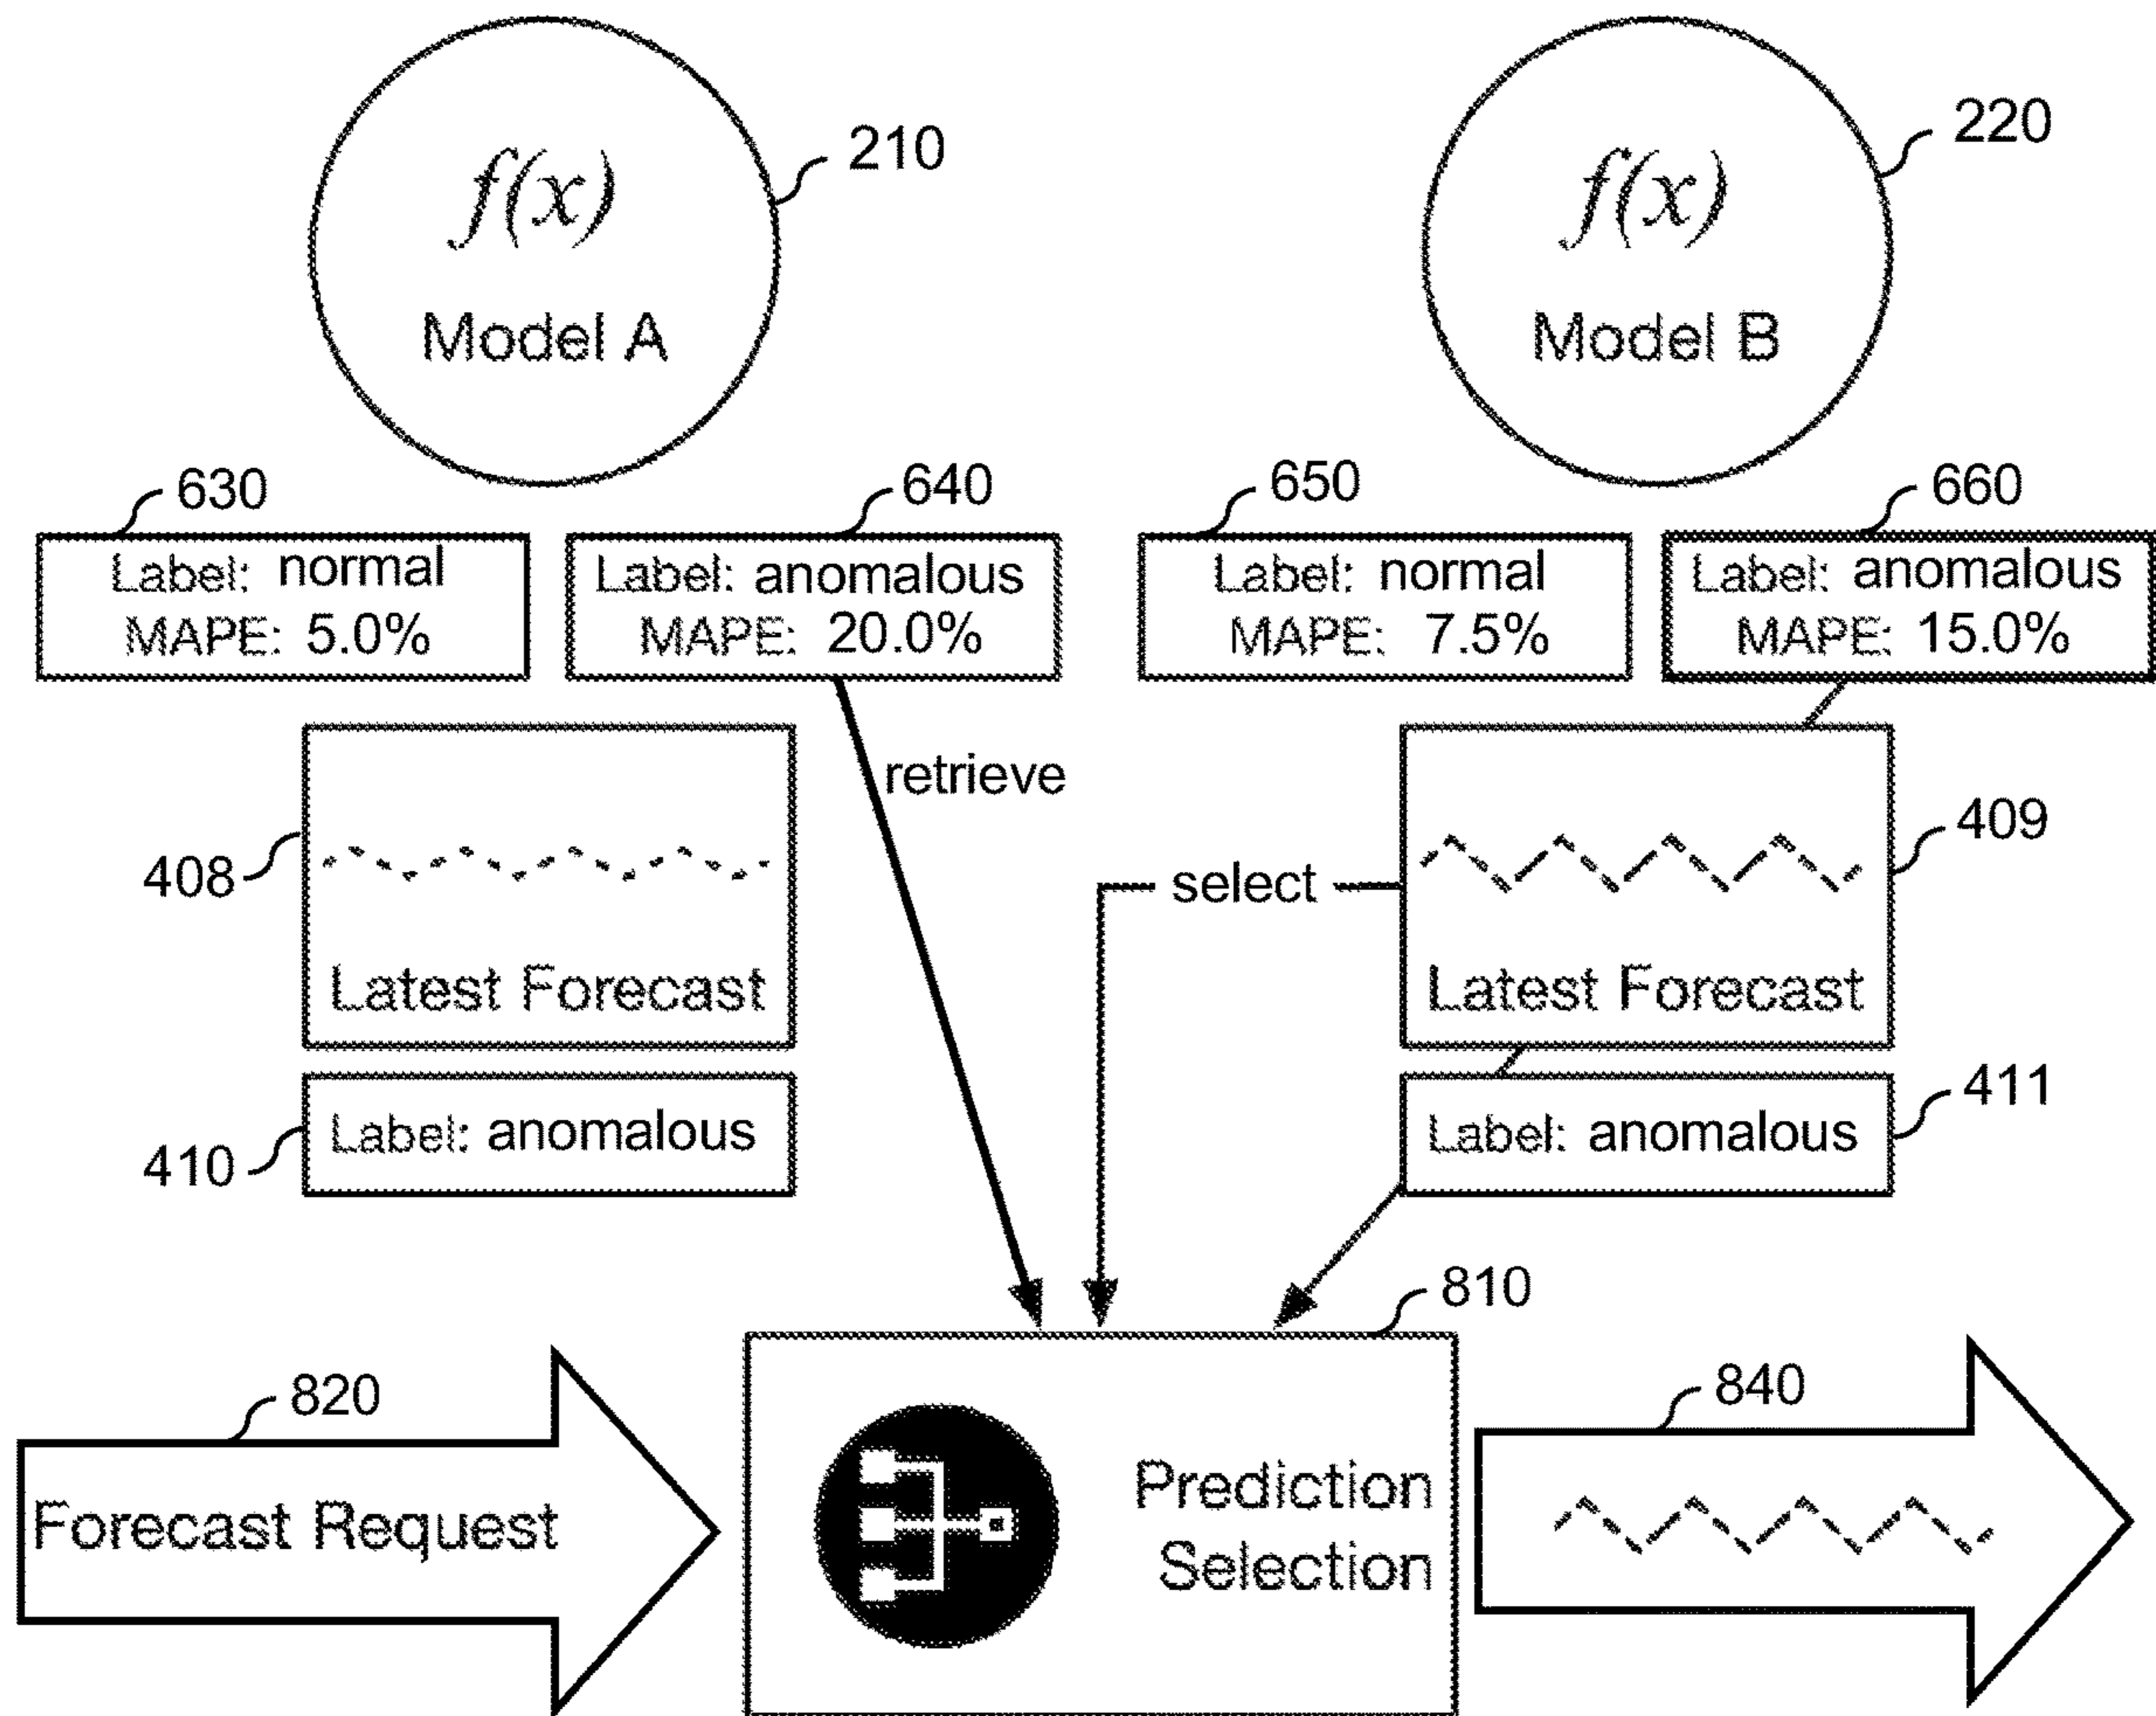 f(x)
Model A
210
f(x)
Model B
220
630
Label: normal
MAPE: 5.0%
640
Label: anomalous
MAPE: 20.0%
650
Label: normal
MAPE: 7.5%
660
Label: anomalous
MAPE: 15.0%
retrieve
408
Latest Forecast
select
409
Latest Forecast
410
Label: anomalous
411
Label: anomalous
810
820
Forecast Request
Prediction
Selection
840